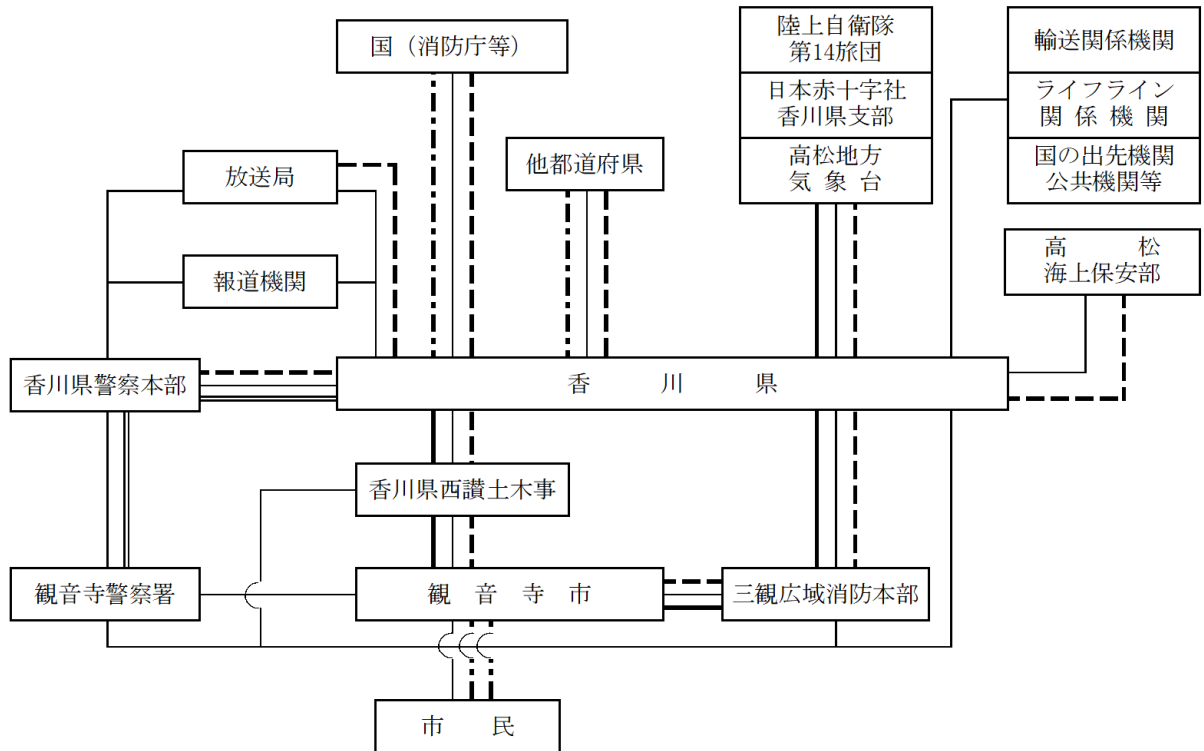 国（消防庁等）
陸上自衛隊
第14旅団
日本赤十字社
香川県支部
高松地方
気象台
輸送関係機関
ライフライン
関係機関
国の出先機関
公共機関等
他都道府県
放送局
報道機関
高松
海上保安部
香川県警察本部
香川県
香川県西讃土木事
観音寺警察署
観音寺市
三観広域消防本部
市民